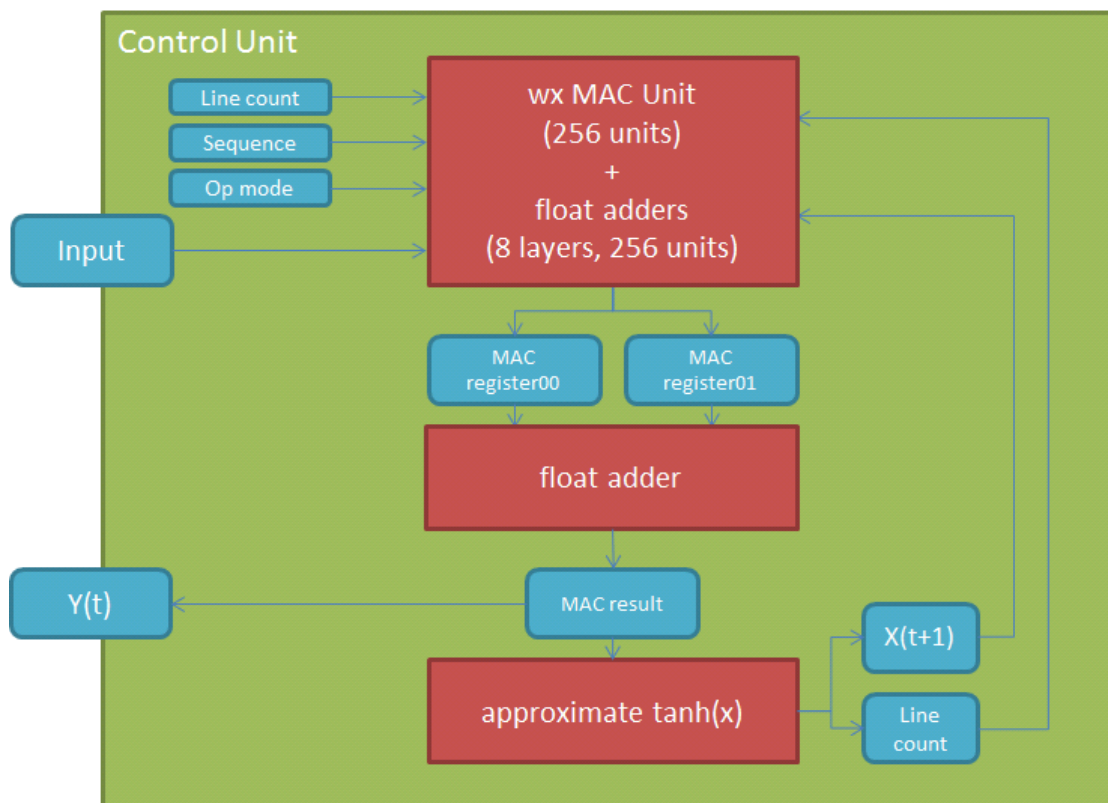 Control Unit
Line count
Sequence
Op mode
Input
wx MAC Unit
(256 units)
+
float adders
(8 layers, 256 units)
MAC
register00
MAC
register01
float adder
Y(t)
MAC result
X(t+1)
approximate tanh(x)
Line
count